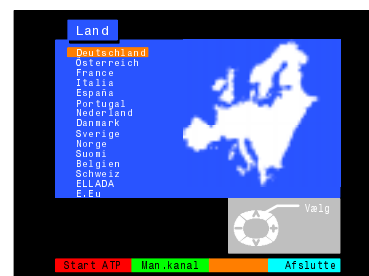 Land
Deutschland
Österreich
France
Italia
España
Portugal
Nederland
Danmark
Sverige
Norge
Suomi
Belgien
Schweiz
ELLADA
E.Eu
Vælg
Start ATP Man.kanal Afslutte